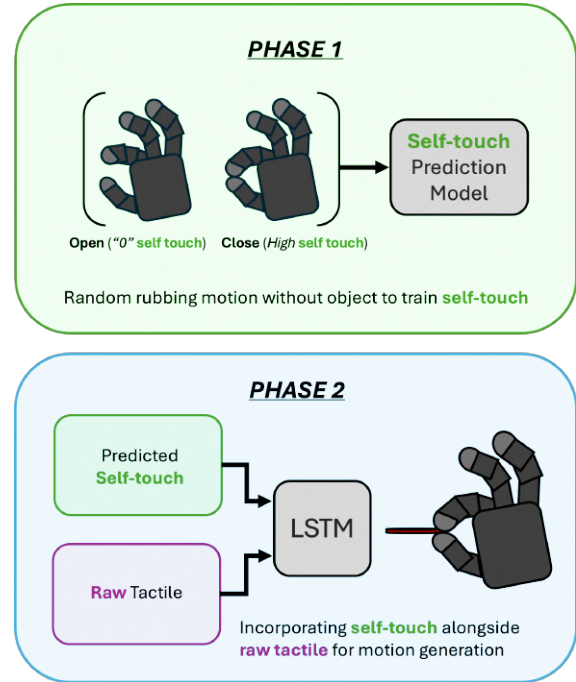 PHASE 1
Self-touch
Prediction
Model
Open (“0” self touch) Close (High self touch)
Random rubbing motion without object to train self-touch
PHASE 2
Predicted
Self-touch
LSTM
Raw Tactile
Incorporating self-touch alongside
raw tactile for motion generation